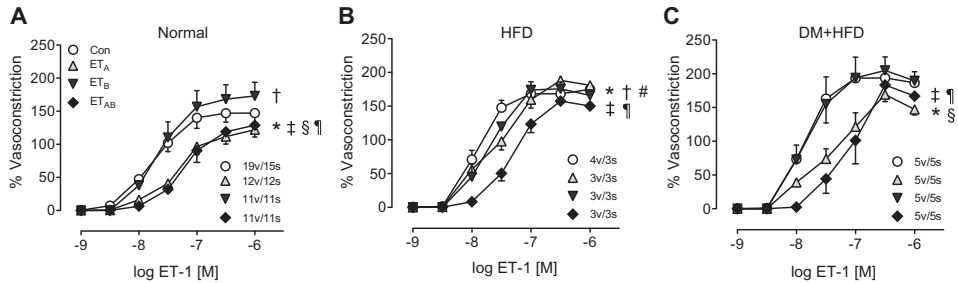 A
Normal
% Vasoconstriction
250
200
150
100
50
0
Con
ETA
ETB
ETAB
†
* ‡ § ¶
19v/15s
12v/12s
11v/11s
11v/11s
-9 -8 -7 -6
log ET-1 [M]
B
HFD
% Vasoconstriction
250
200
150
100
50
0
* † #
‡ ¶
4v/3s
3v/3s
3v/3s
3v/3s
-9 -8 -7 -6
log ET-1 [M]
C
DM+HFD
% Vasoconstriction
250
200
150
100
50
0
‡ ¶
* §
5v/5s
5v/5s
5v/5s
5v/5s
-9 -8 -7 -6
log ET-1 [M]